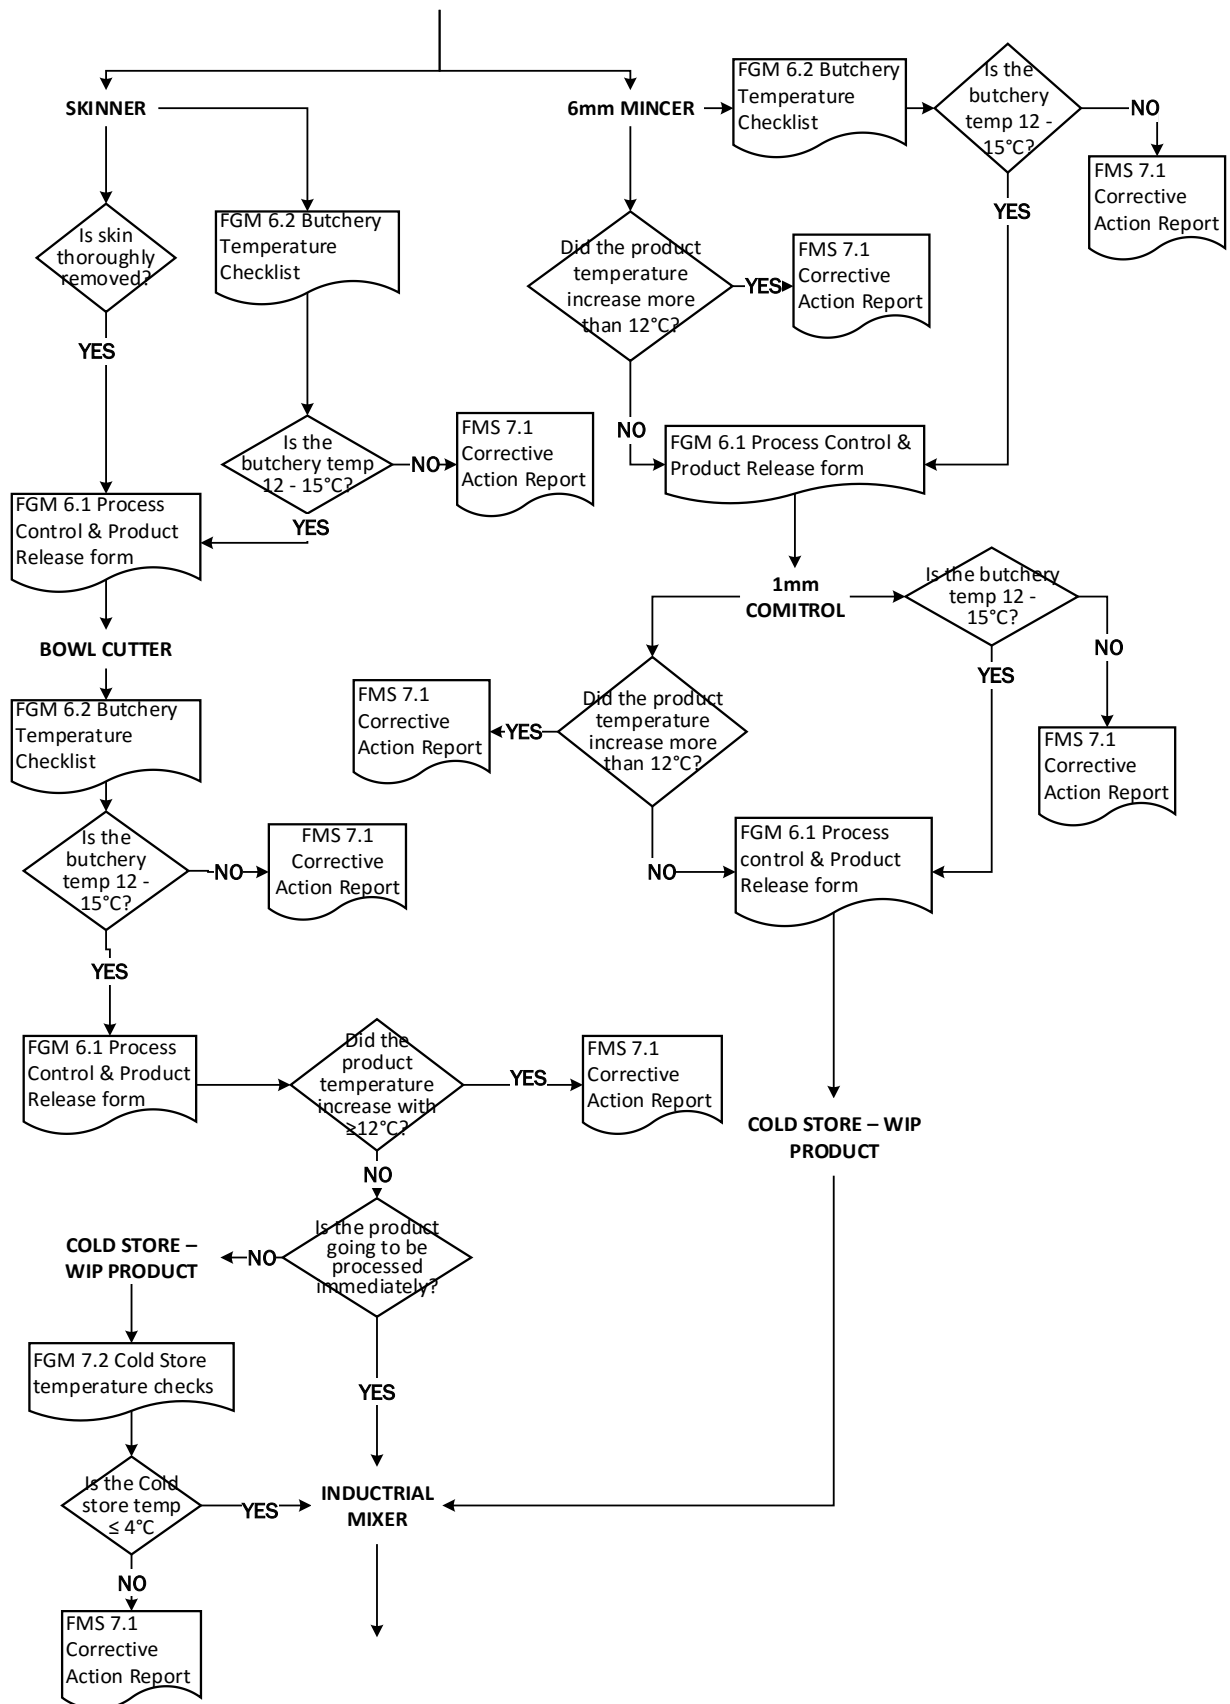 SKINNER
6mm MINCER
FGM 6.2 Butchery
Temperature
Checklist
Is the
butchery
temp 12 -
15°C?
NO
FMS 7.1
Corrective
Action Report
YES
Is skin
thoroughly
removed?
YES
FGM 6.2 Butchery
Temperature
Checklist
Did the product
temperature
increase more
than 12°C?
YES
FMS 7.1
Corrective
Action Report
NO
Is the
butchery temp
12 - 15°C?
NO
FMS 7.1
Corrective
Action Report
YES
FGM 6.1 Process Control &
Product Release form
FGM 6.1 Process
Control & Product
Release form
1mm
COMITROL
Is the butchery
temp 12 -
15°C?
NO
FMS 7.1
Corrective
Action Report
YES
BOWL CUTTER
FGM 6.2 Butchery
Temperature
Checklist
Did the product
temperature
increase more
than 12°C?
YES
FMS 7.1
Corrective
Action Report
NO
FGM 6.1 Process
control & Product
Release form
Is the
butchery
temp 12 -
15°C?
NO
FMS 7.1
Corrective
Action Report
YES
FGM 6.1 Process
Control & Product
Release form
Did the
product
temperature
increase with
≥12°C?
YES
FMS 7.1
Corrective
Action Report
NO
COLD STORE – WIP
PRODUCT
Is the product
going to be
processed
immediately?
NO
COLD STORE –
WIP PRODUCT
YES
FGM 7.2 Cold Store
temperature checks
Is the Cold
store temp
≤ 4°C
YES
INDUCTRIAL
MIXER
NO
FMS 7.1
Corrective
Action Report